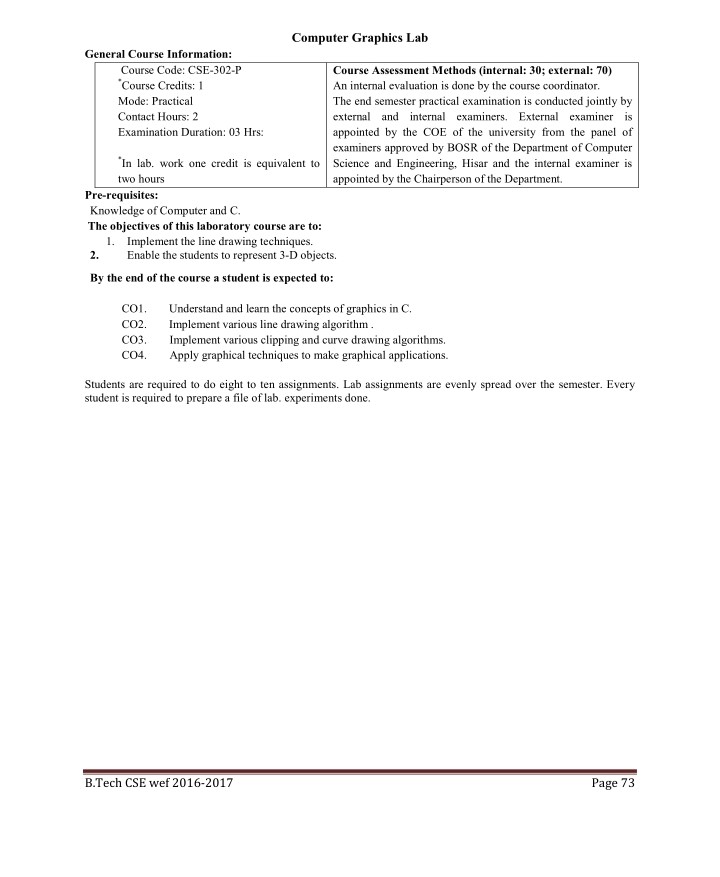 Computer Graphics Lab
General Course Information:
Course Code: CSE-302-P
*Course Credits: 1
Mode: Practical
Contact Hours: 2
Examination Duration: 03 Hrs:
*In lab. work one credit is equivalent to
two hours
Course Assessment Methods (internal: 30; external: 70)
An internal evaluation is done by the course coordinator.
The end semester practical examination is conducted jointly by
external and internal examiners. External examiner is
appointed by the COE of the university from the panel of
examiners approved by BOSR of the Department of Computer
Science and Engineering, Hisar and the internal examiner is
appointed by the Chairperson of the Department.
Pre-requisites:
Knowledge of Computer and C.
The objectives of this laboratory course are to:
1. Implement the line drawing techniques.
2. Enable the students to represent 3-D objects.
By the end of the course a student is expected to:
CO1. Understand and learn the concepts of graphics in C.
CO2. Implement various line drawing algorithm .
CO3. Implement various clipping and curve drawing algorithms.
CO4. Apply graphical techniques to make graphical applications.
Students are required to do eight to ten assignments. Lab assignments are evenly spread over the semester. Every
student is required to prepare a file of lab. experiments done.
B.Tech CSE wef 2016-2017 Page 73